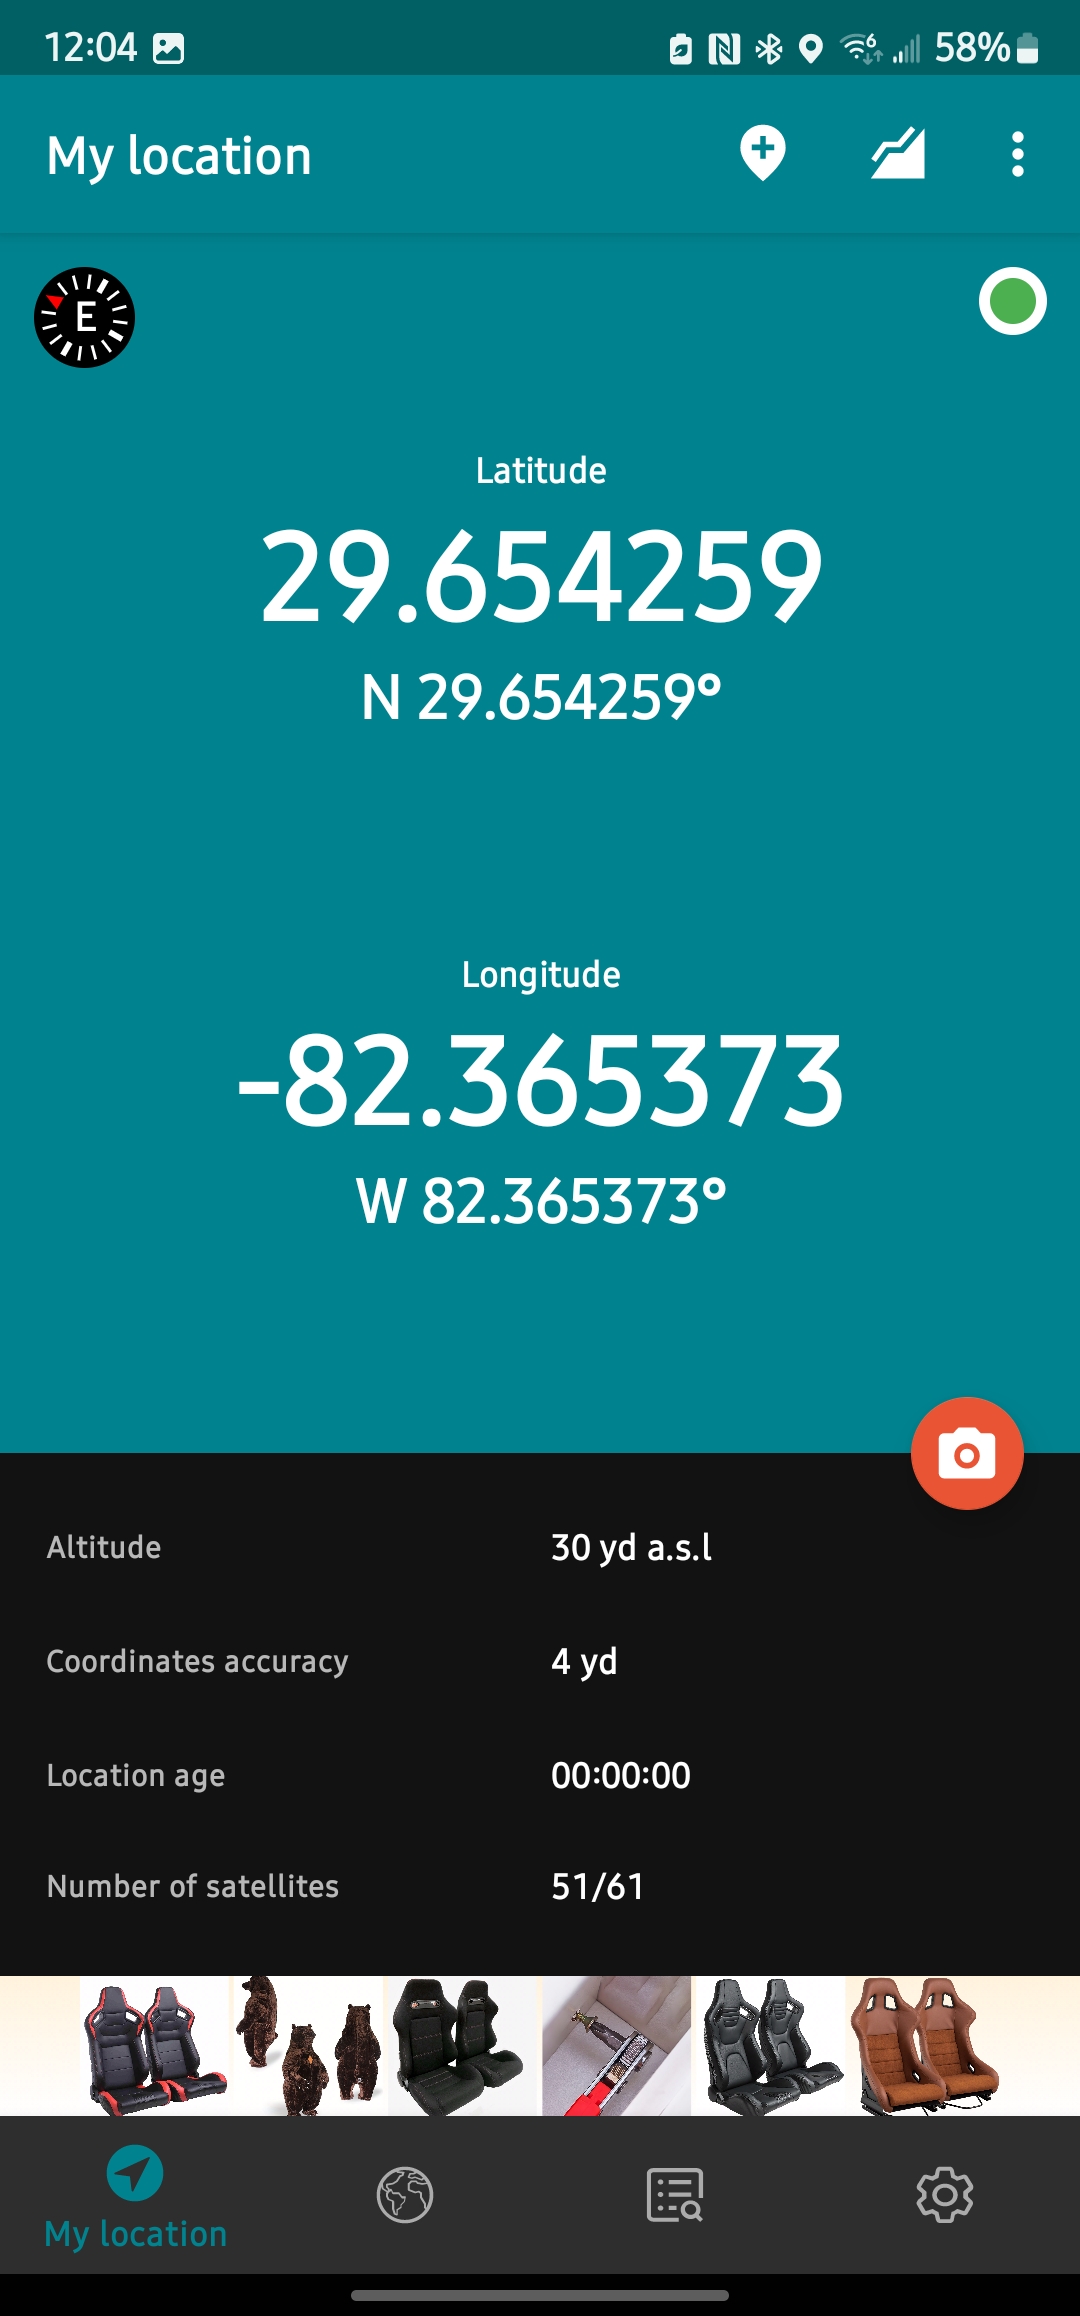 12:04
58%
My location
E
Latitude
29.654259
N 29.654259°
Longitude
-82.365373
W 82.365373°
Altitude 30 yd a.s.l
Coordinates accuracy 4 yd
Location age 00:00:00
Number of satellites 51/61
My location